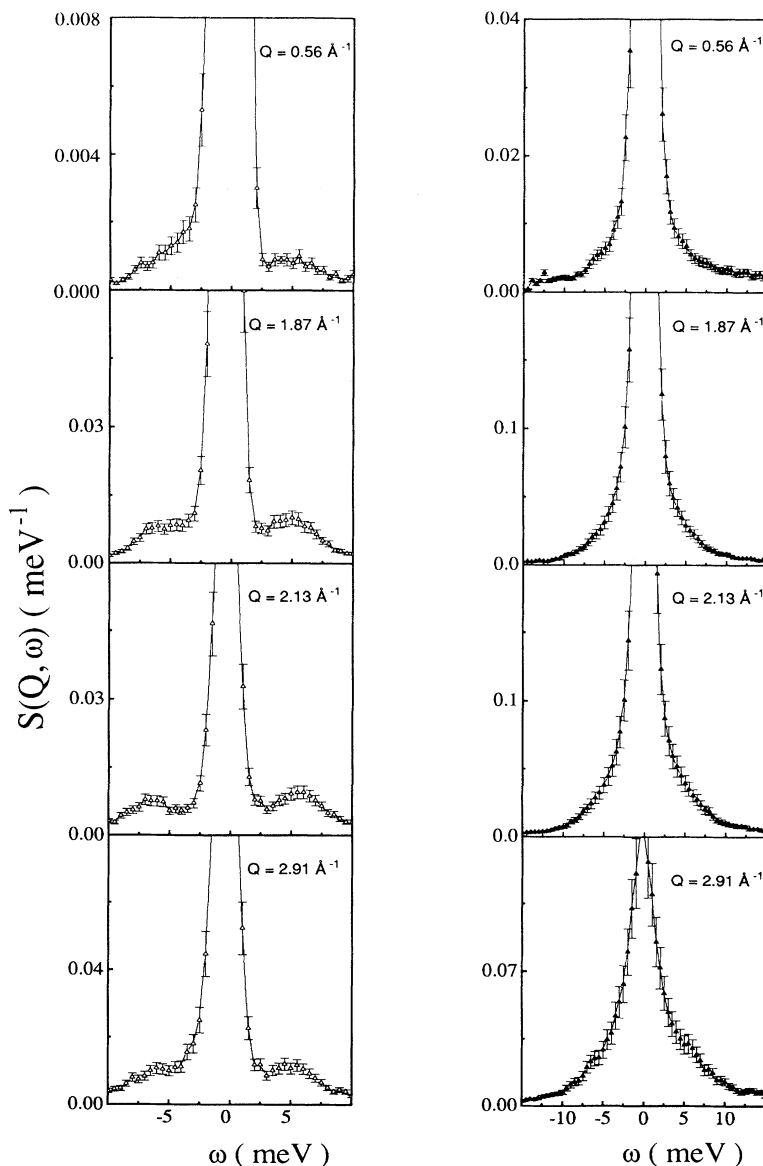 0.008
Q = 0.56 Å⁻¹
0.004
0.000
Q = 1.87 Å⁻¹
0.03
0.00
Q = 2.13 Å⁻¹
0.03
0.00
Q = 2.91 Å⁻¹
0.04
0.00
-5 0 5
ω ( meV )
S(Q, ω) ( meV⁻¹ )
0.04
Q = 0.56 Å⁻¹
0.02
0.00
Q = 1.87 Å⁻¹
0.1
0.0
Q = 2.13 Å⁻¹
0.1
0.0
Q = 2.91 Å⁻¹
0.07
0.00
-10 -5 0 5 10
ω ( meV )